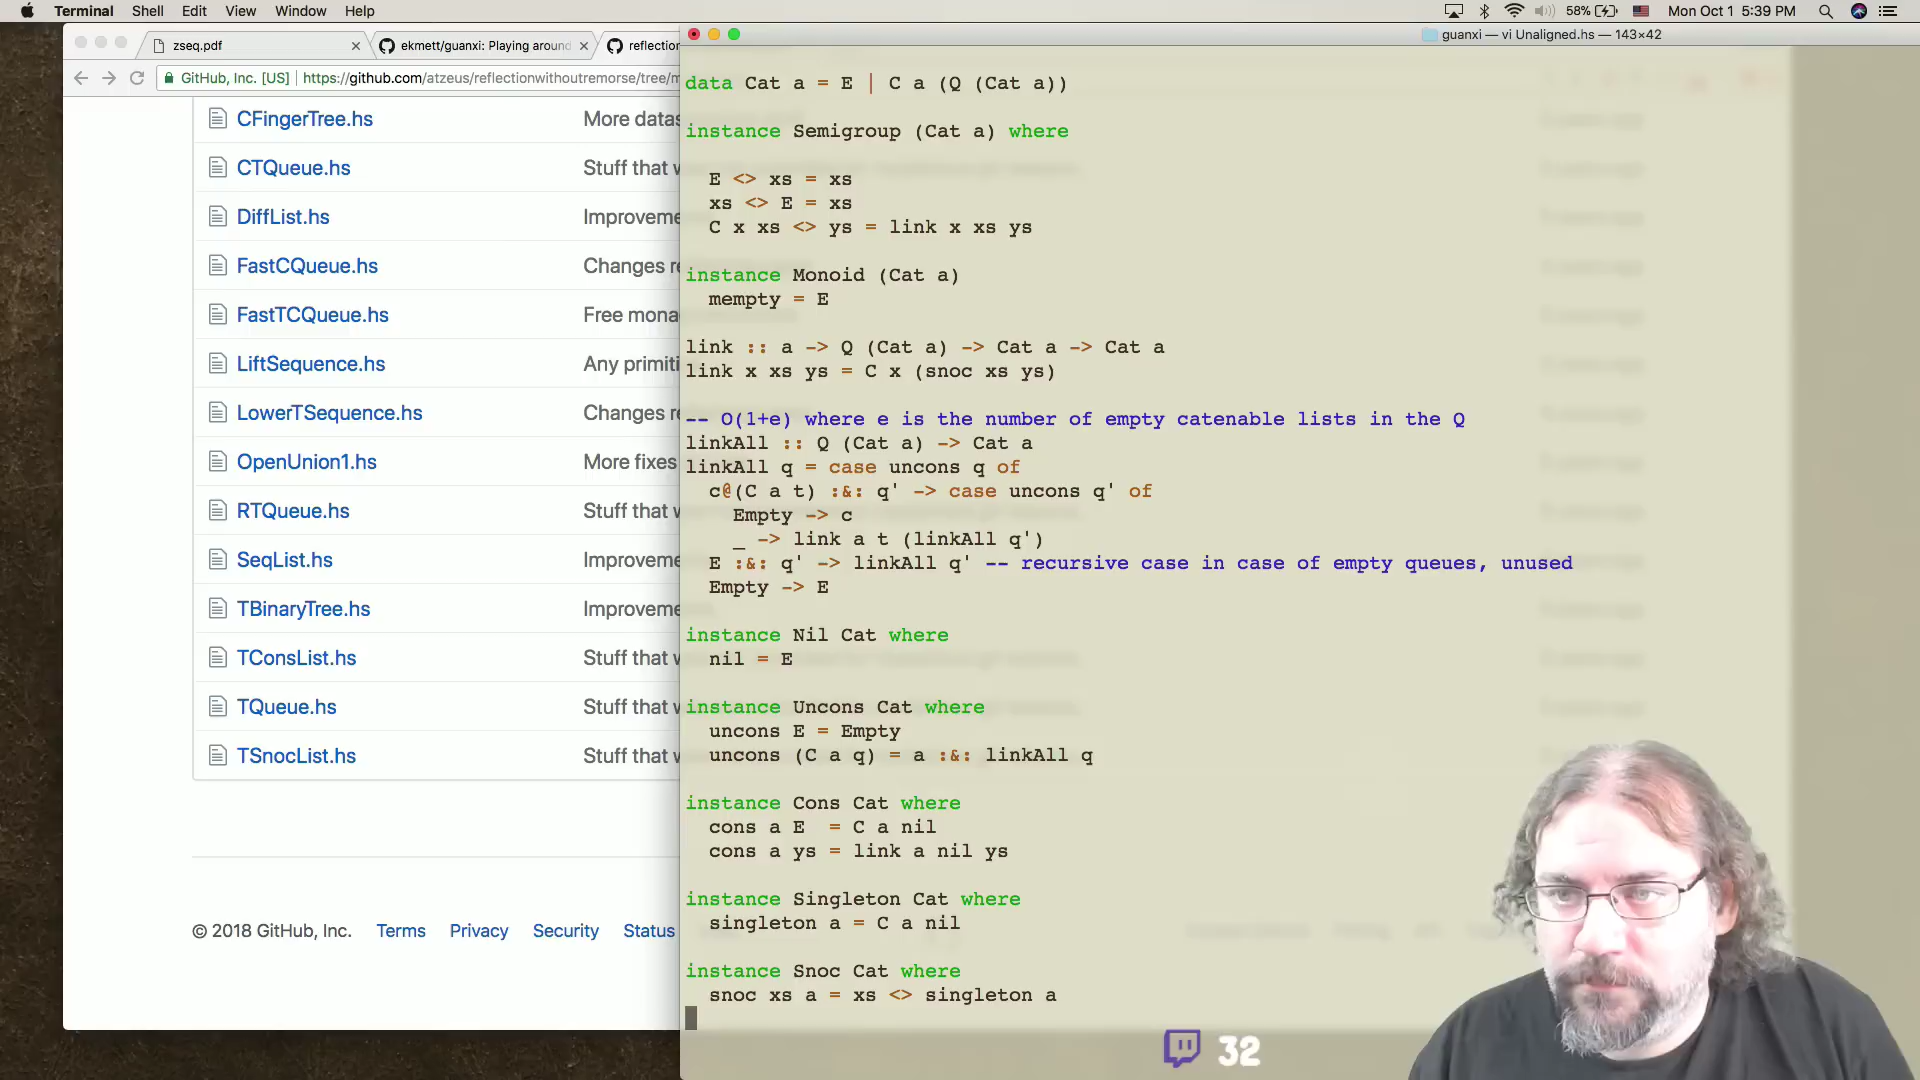 Terminal Shell Edit View Window Help
58%
Mon Oct 1 5:39 PM
zseq.pdf
ekmett/guanxi: Playing around
reflection
guanxi — vi Unaligned.hs — 143×42
GitHub, Inc. [US] | https://github.com/atzeus/reflectionwithoutremorse/tree/m
CFingerTree.hs More datas
CTQueue.hs Stuff that w
DiffList.hs Improveme
FastCQueue.hs Changes re
FastTCQueue.hs Free mona
LiftSequence.hs Any primiti
LowerTSequence.hs Changes re
OpenUnion1.hs More fixes
RTQueue.hs Stuff that w
SeqList.hs Improveme
TBinaryTree.hs Improveme
TConsList.hs Stuff that w
TQueue.hs Stuff that w
TSnocList.hs Stuff that w
© 2018 GitHub, Inc. Terms Privacy Security Status
data Cat a = E | C a (Q (Cat a))
instance Semigroup (Cat a) where
E <> xs = xs
xs <> E = xs
C x xs <> ys = link x xs ys
instance Monoid (Cat a)
mempty = E
link :: a -> Q (Cat a) -> Cat a -> Cat a
link x xs ys = C x (snoc xs ys)
-- O(1+e) where e is the number of empty catenable lists in the Q
linkAll :: Q (Cat a) -> Cat a
linkAll q = case uncons q of
c@(C a t) :&: q' -> case uncons q' of
Empty -> c
_ -> link a t (linkAll q')
E :&: q' -> linkAll q' -- recursive case in case of empty queues, unused
Empty -> E
instance Nil Cat where
nil = E
instance Uncons Cat where
uncons E = Empty
uncons (C a q) = a :&: linkAll q
instance Cons Cat where
cons a E  = C a nil
cons a ys = link a nil ys
instance Singleton Cat where
singleton a = C a nil
instance Snoc Cat where
snoc xs a = xs <> singleton a
32